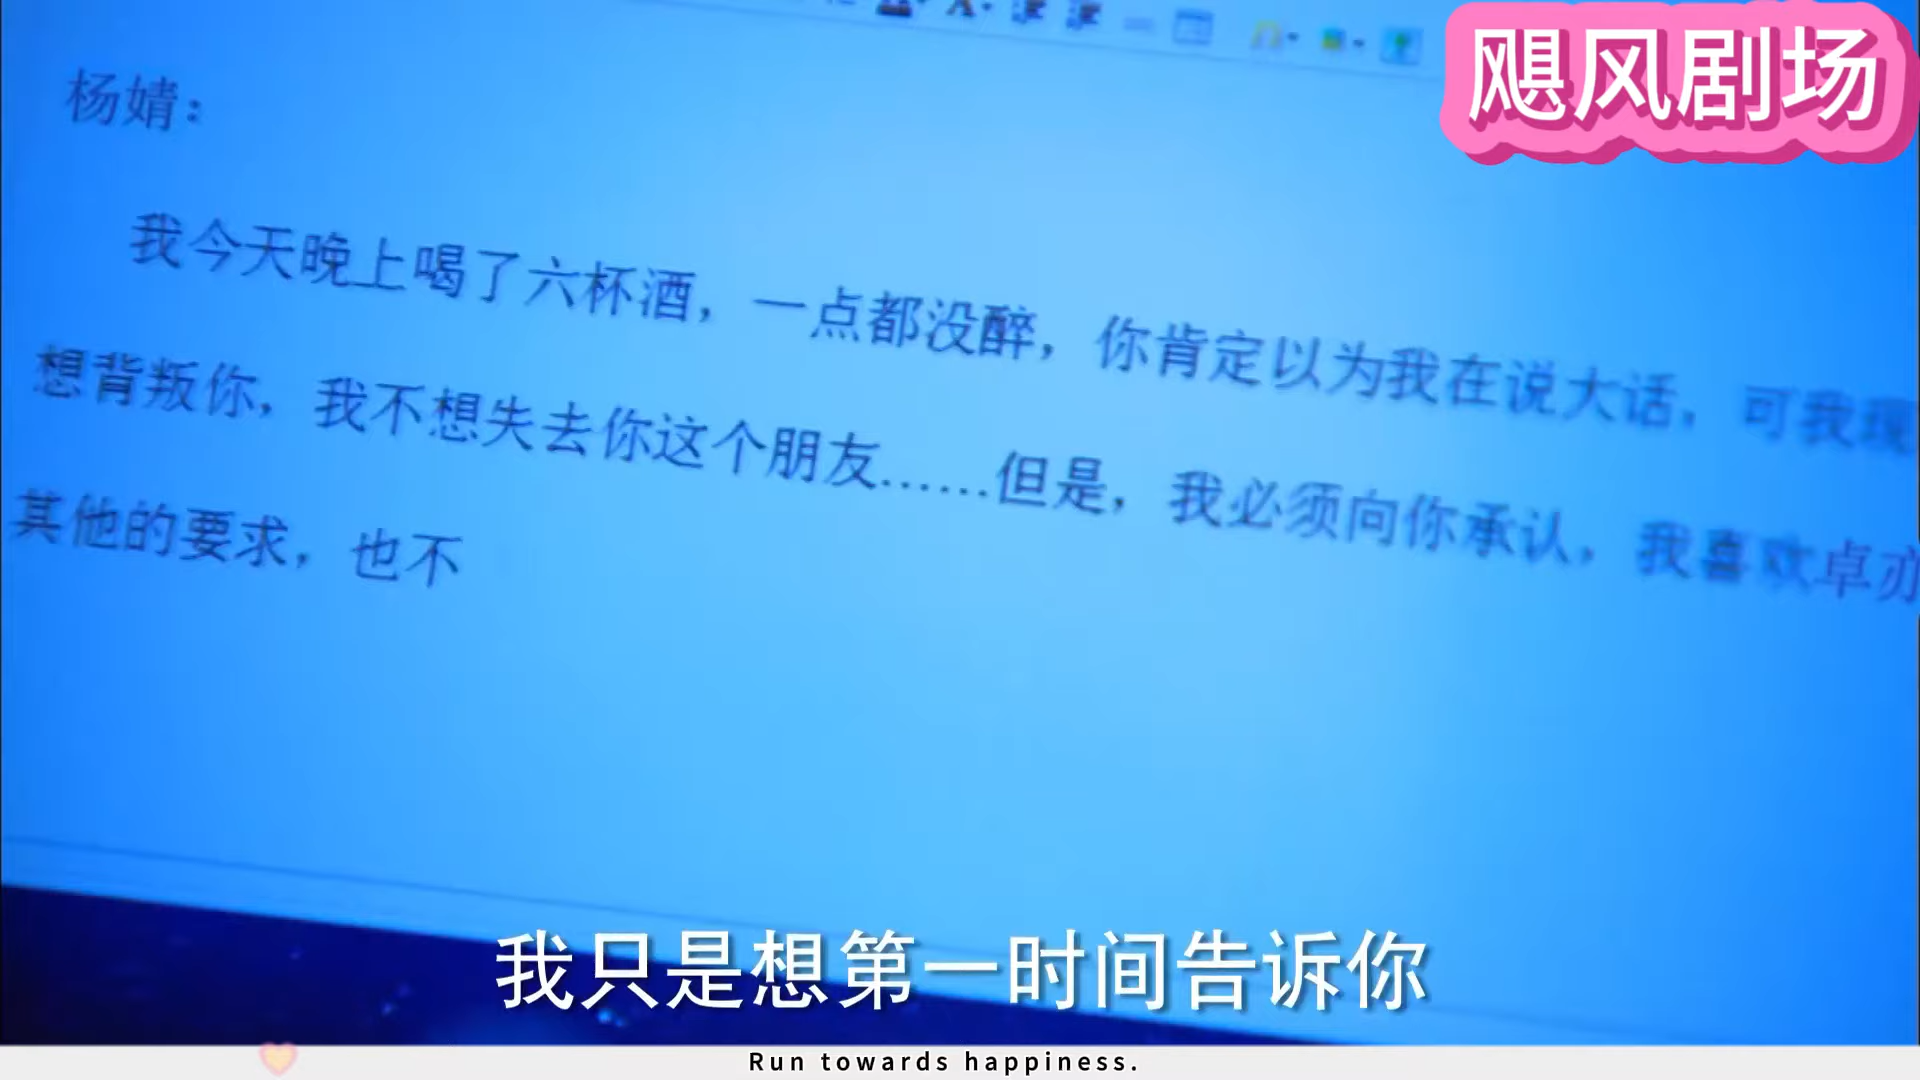 飓风剧场
杨婧：
我今天晚上喝了六杯酒，一点都没醉，你肯定以为我在说大话，可我现
想背叛你，我不想失去你这个朋友……但是，我必须向你承认，我喜欢卓亦
其他的要求，也不
我只是想第一时间告诉你
Run towards happiness.